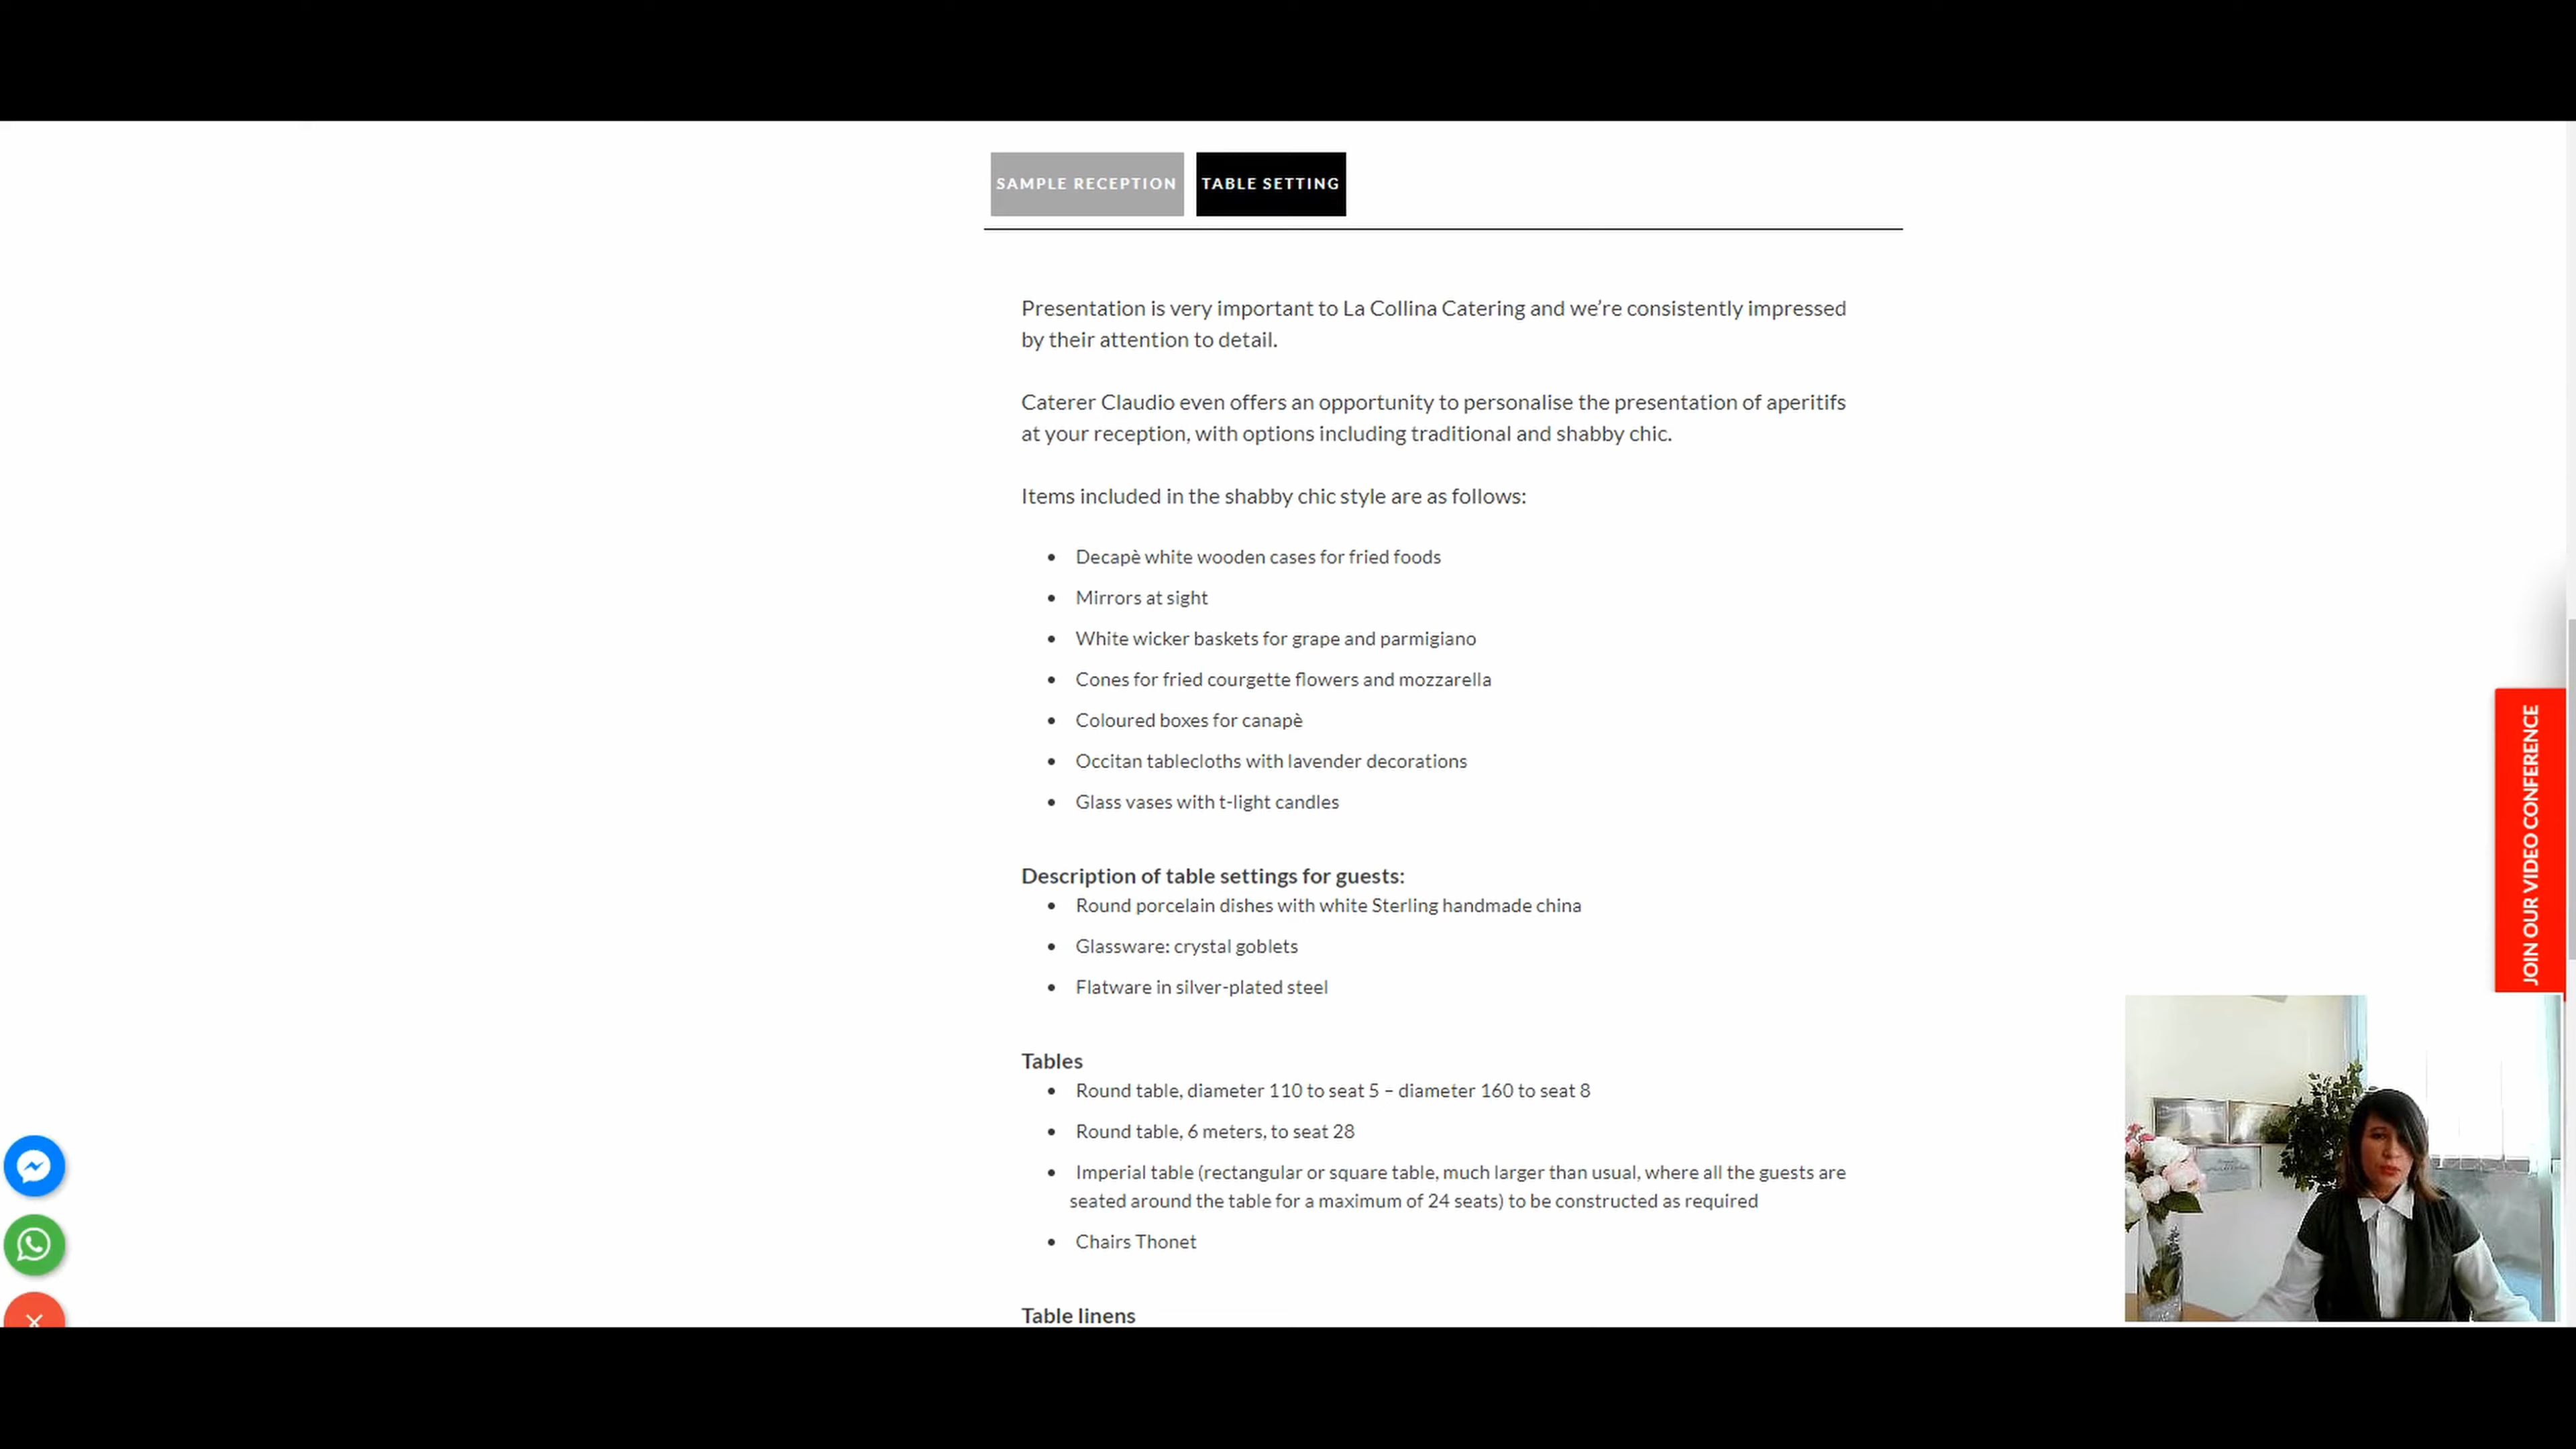 SAMPLE RECEPTION
TABLE SETTING
Presentation is very important to La Collina Catering and we’re consistently impressed
by their attention to detail.
Caterer Claudio even offers an opportunity to personalise the presentation of aperitifs
at your reception, with options including traditional and shabby chic.
Items included in the shabby chic style are as follows:
• Decapè white wooden cases for fried foods
• Mirrors at sight
• White wicker baskets for grape and parmigiano
• Cones for fried courgette flowers and mozzarella
• Coloured boxes for canapè
• Occitan tablecloths with lavender decorations
• Glass vases with t-light candles
Description of table settings for guests:
• Round porcelain dishes with white Sterling handmade china
• Glassware: crystal goblets
• Flatware in silver-plated steel
Tables
• Round table, diameter 110 to seat 5 – diameter 160 to seat 8
• Round table, 6 meters, to seat 28
• Imperial table (rectangular or square table, much larger than usual, where all the guests are
seated around the table for a maximum of 24 seats) to be constructed as required
• Chairs Thonet
Table linens
JOIN OUR VIDEO CONFERENCE